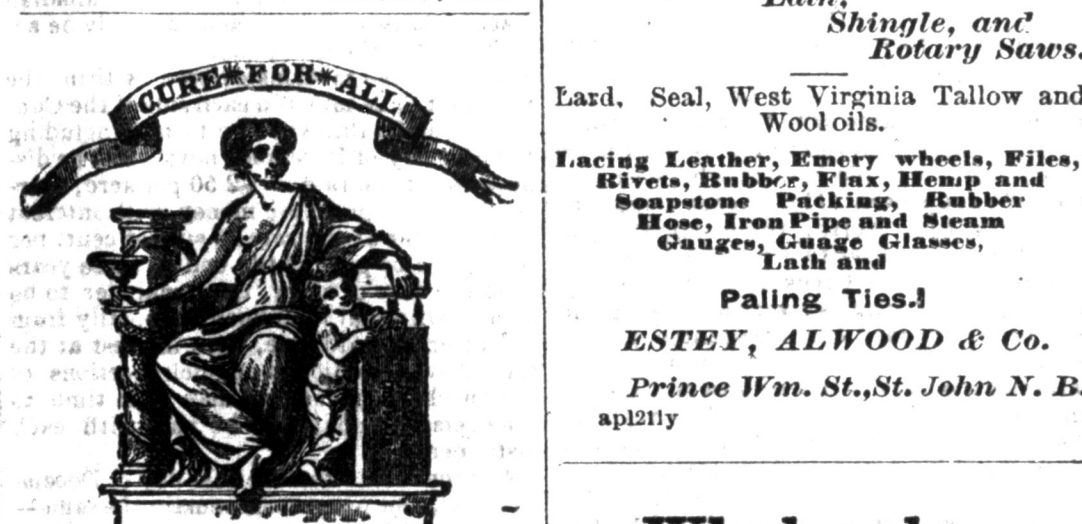 CURE FOR ALL
Shingle, and
Rotary Saws.
Lard, Seal, West Virginia Tallow and
Wool oils.
Lacing Leather, Emery wheels, Files,
Rivets, Rubber, Flax, Hemp and
Soapstone Packing, Rubber
Hose, Iron Pipe and Steam
Gauges, Guage Glasses,
Lath and
Paling Ties.
ESTEY, ALWOOD & Co.
Prince Wm. St., St. John N. B.
apl21ly